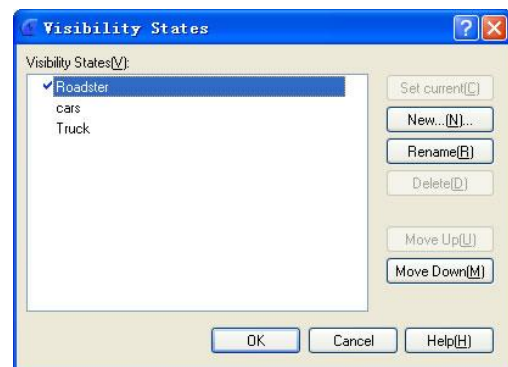 Visibility States
Visibility States(V):
Roadster
cars
Truck
Set current(C)
New...(N)...
Rename(R)
Delete(D)
Move Up(U)
Move Down(M)
OK
Cancel
Help(H)